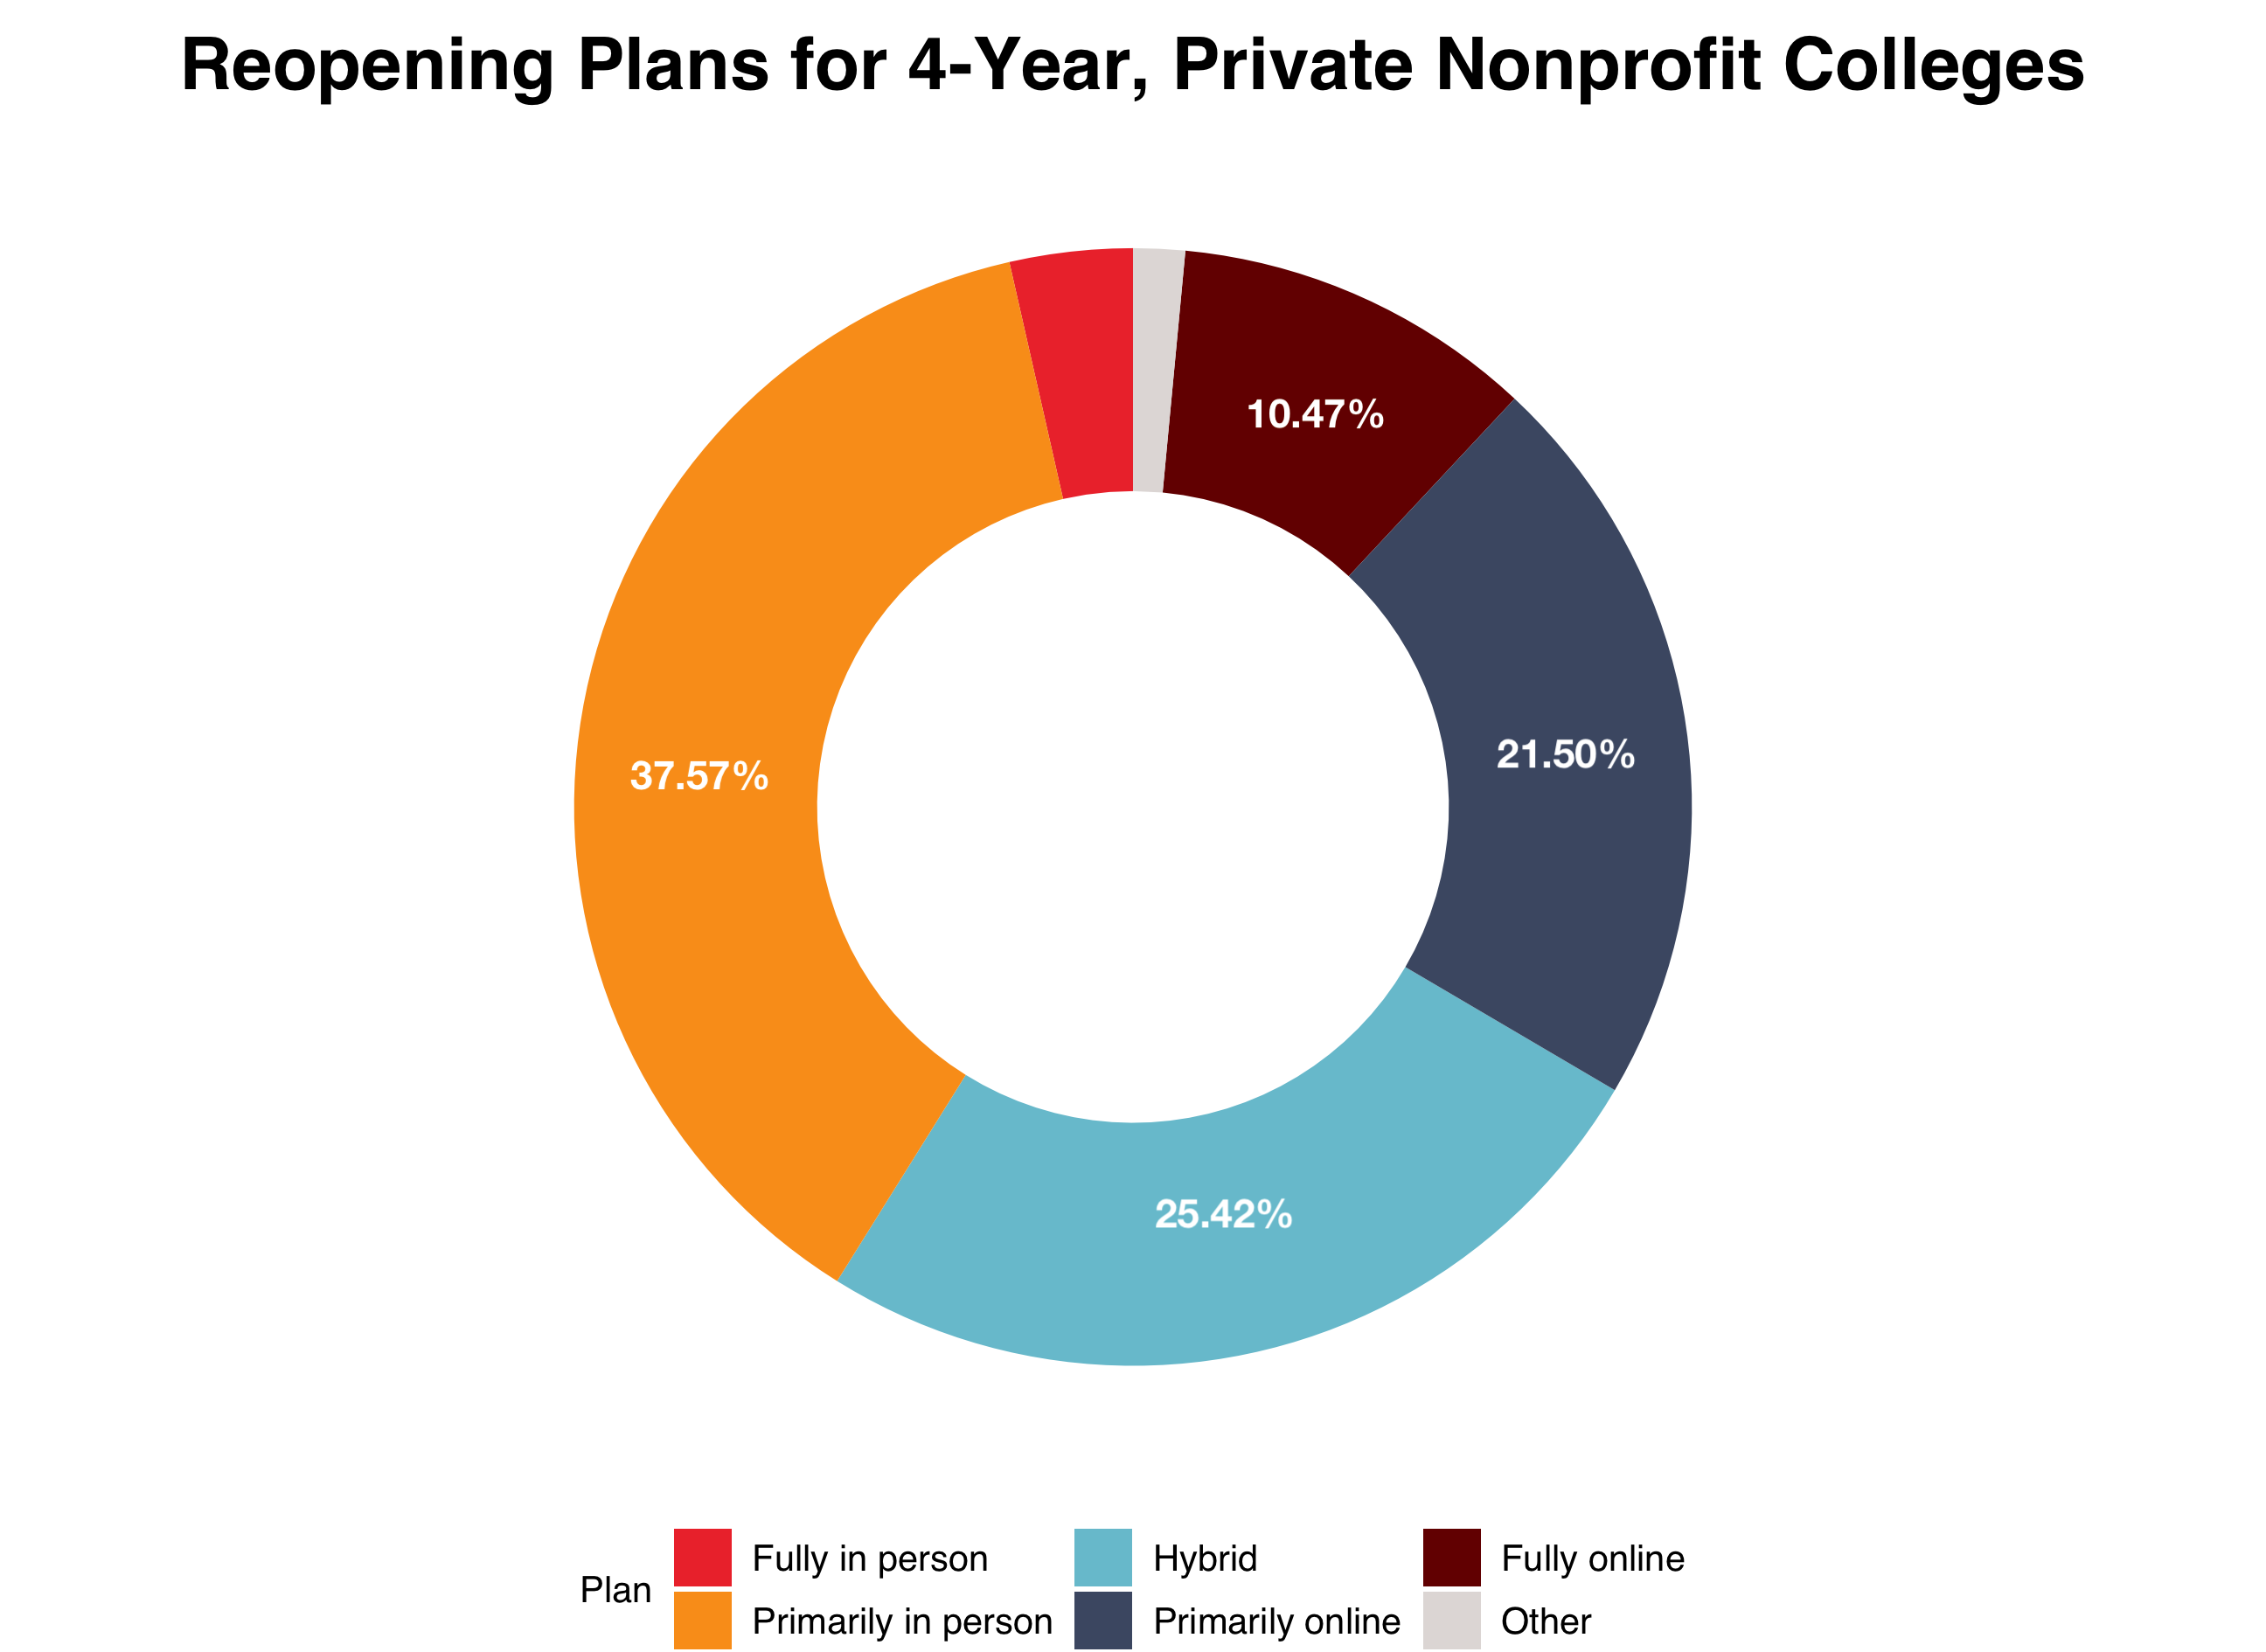 Reopening Plans for 4-Year, Private Nonprofit Colleges
10.47%
21.50%
37.57%
25.42%
Plan
Fully in person
Hybrid
Fully online
Primarily in person
Primarily online
Other